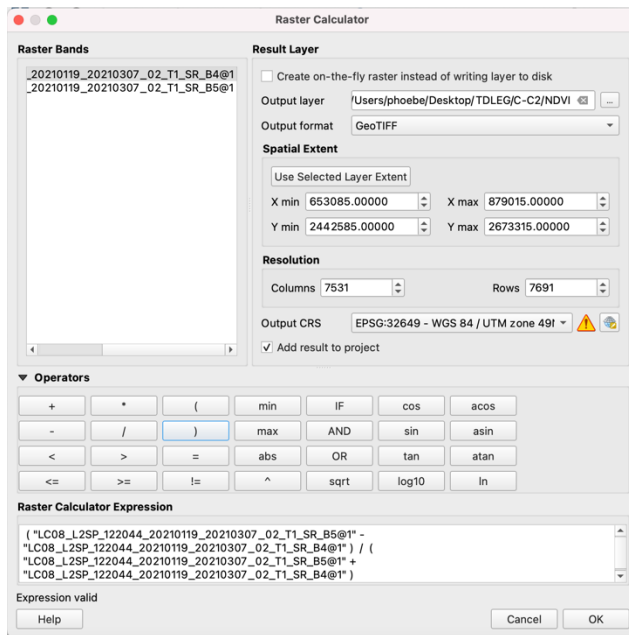 Raster Calculator
Raster Bands
_20210119_20210307_02_T1_SR_B4@1
_20210119_20210307_02_T1_SR_B5@1
Result Layer
Create on-the-fly raster instead of writing layer to disk
Output layer /Users/phoebe/Desktop/TDLEG/C-C2/NDVI ...
Output format GeoTIFF
Spatial Extent
Use Selected Layer Extent
X min 653085.00000 X max 879015.00000
Y min 2442585.00000 Y max 2673315.00000
Resolution
Columns 7531 Rows 7691
Output CRS EPSG:32649 - WGS 84 / UTM zone 49N
Add result to project
Operators
+ * ( min IF cos acos
- / ) max AND sin asin
< > = abs OR tan atan
<= >= != ^ sqrt log10 ln
Raster Calculator Expression
( "LC08_L2SP_122044_20210119_20210307_02_T1_SR_B5@1" -
"LC08_L2SP_122044_20210119_20210307_02_T1_SR_B4@1" ) / (
"LC08_L2SP_122044_20210119_20210307_02_T1_SR_B5@1" +
"LC08_L2SP_122044_20210119_20210307_02_T1_SR_B4@1" )
Expression valid
Help Cancel OK